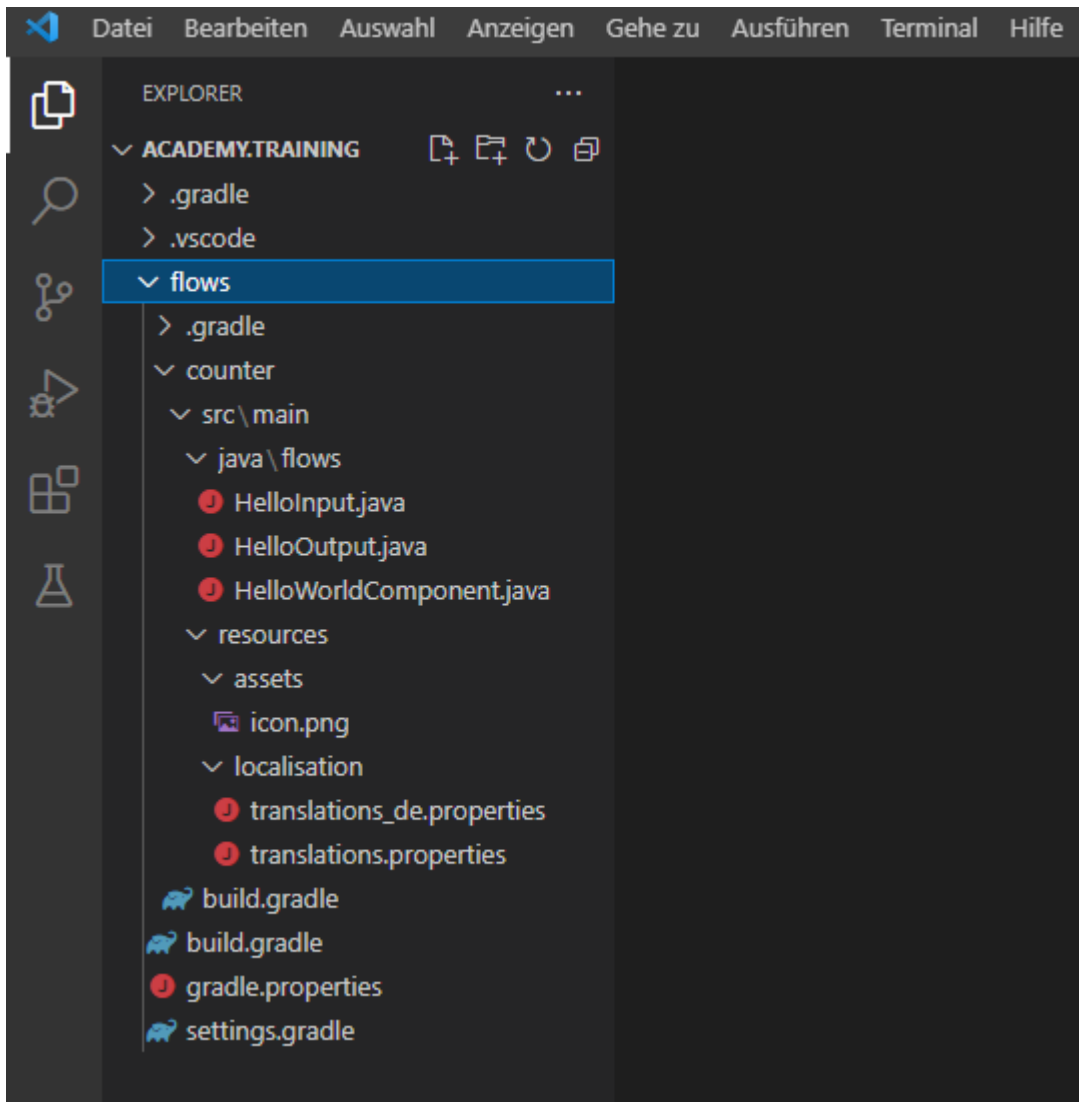 Datei Bearbeiten Auswahl Anzeigen Gehe zu Ausführen Terminal Hilfe
EXPLORER
ACADEMY.TRAINING
.gradle
.vscode
flows
.gradle
counter
src\main
java\flows
HelloInput.java
HelloOutput.java
HelloWorldComponent.java
resources
assets
icon.png
localisation
translations_de.properties
translations.properties
build.gradle
build.gradle
gradle.properties
settings.gradle